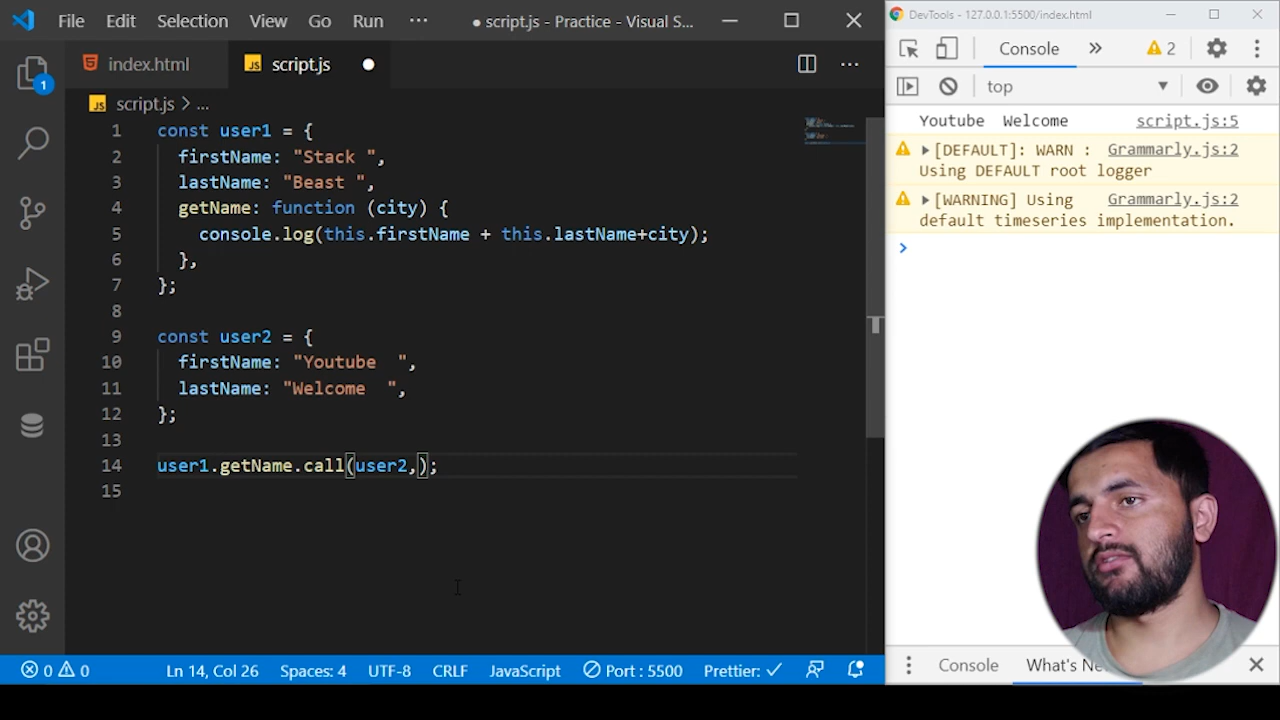 File Edit Selection View Go Run ··· ● script.js - Practice - Visual S...
index.html
script.js
script.js > ...
1 const user1 = {
2 firstName: "Stack ",
3 lastName: "Beast ",
4 getName: function (city) {
5 console.log(this.firstName + this.lastName+city);
6 },
7 };
8
9 const user2 = {
10 firstName: "Youtube  ",
11 lastName: "Welcome  ",
12 };
13
14 user1.getName.call(user2,);
15
1
0 0 Ln 14, Col 26 Spaces: 4 UTF-8 CRLF JavaScript Port : 5500 Prettier: ✓
DevTools - 127.0.0.1:5500/index.html
Console » 2
top
Youtube  Welcome script.js:5
[DEFAULT]: WARN : Grammarly.js:2
Using DEFAULT root logger
[WARNING] Using Grammarly.js:2
default timeseries implementation.
>
Console What's Ne